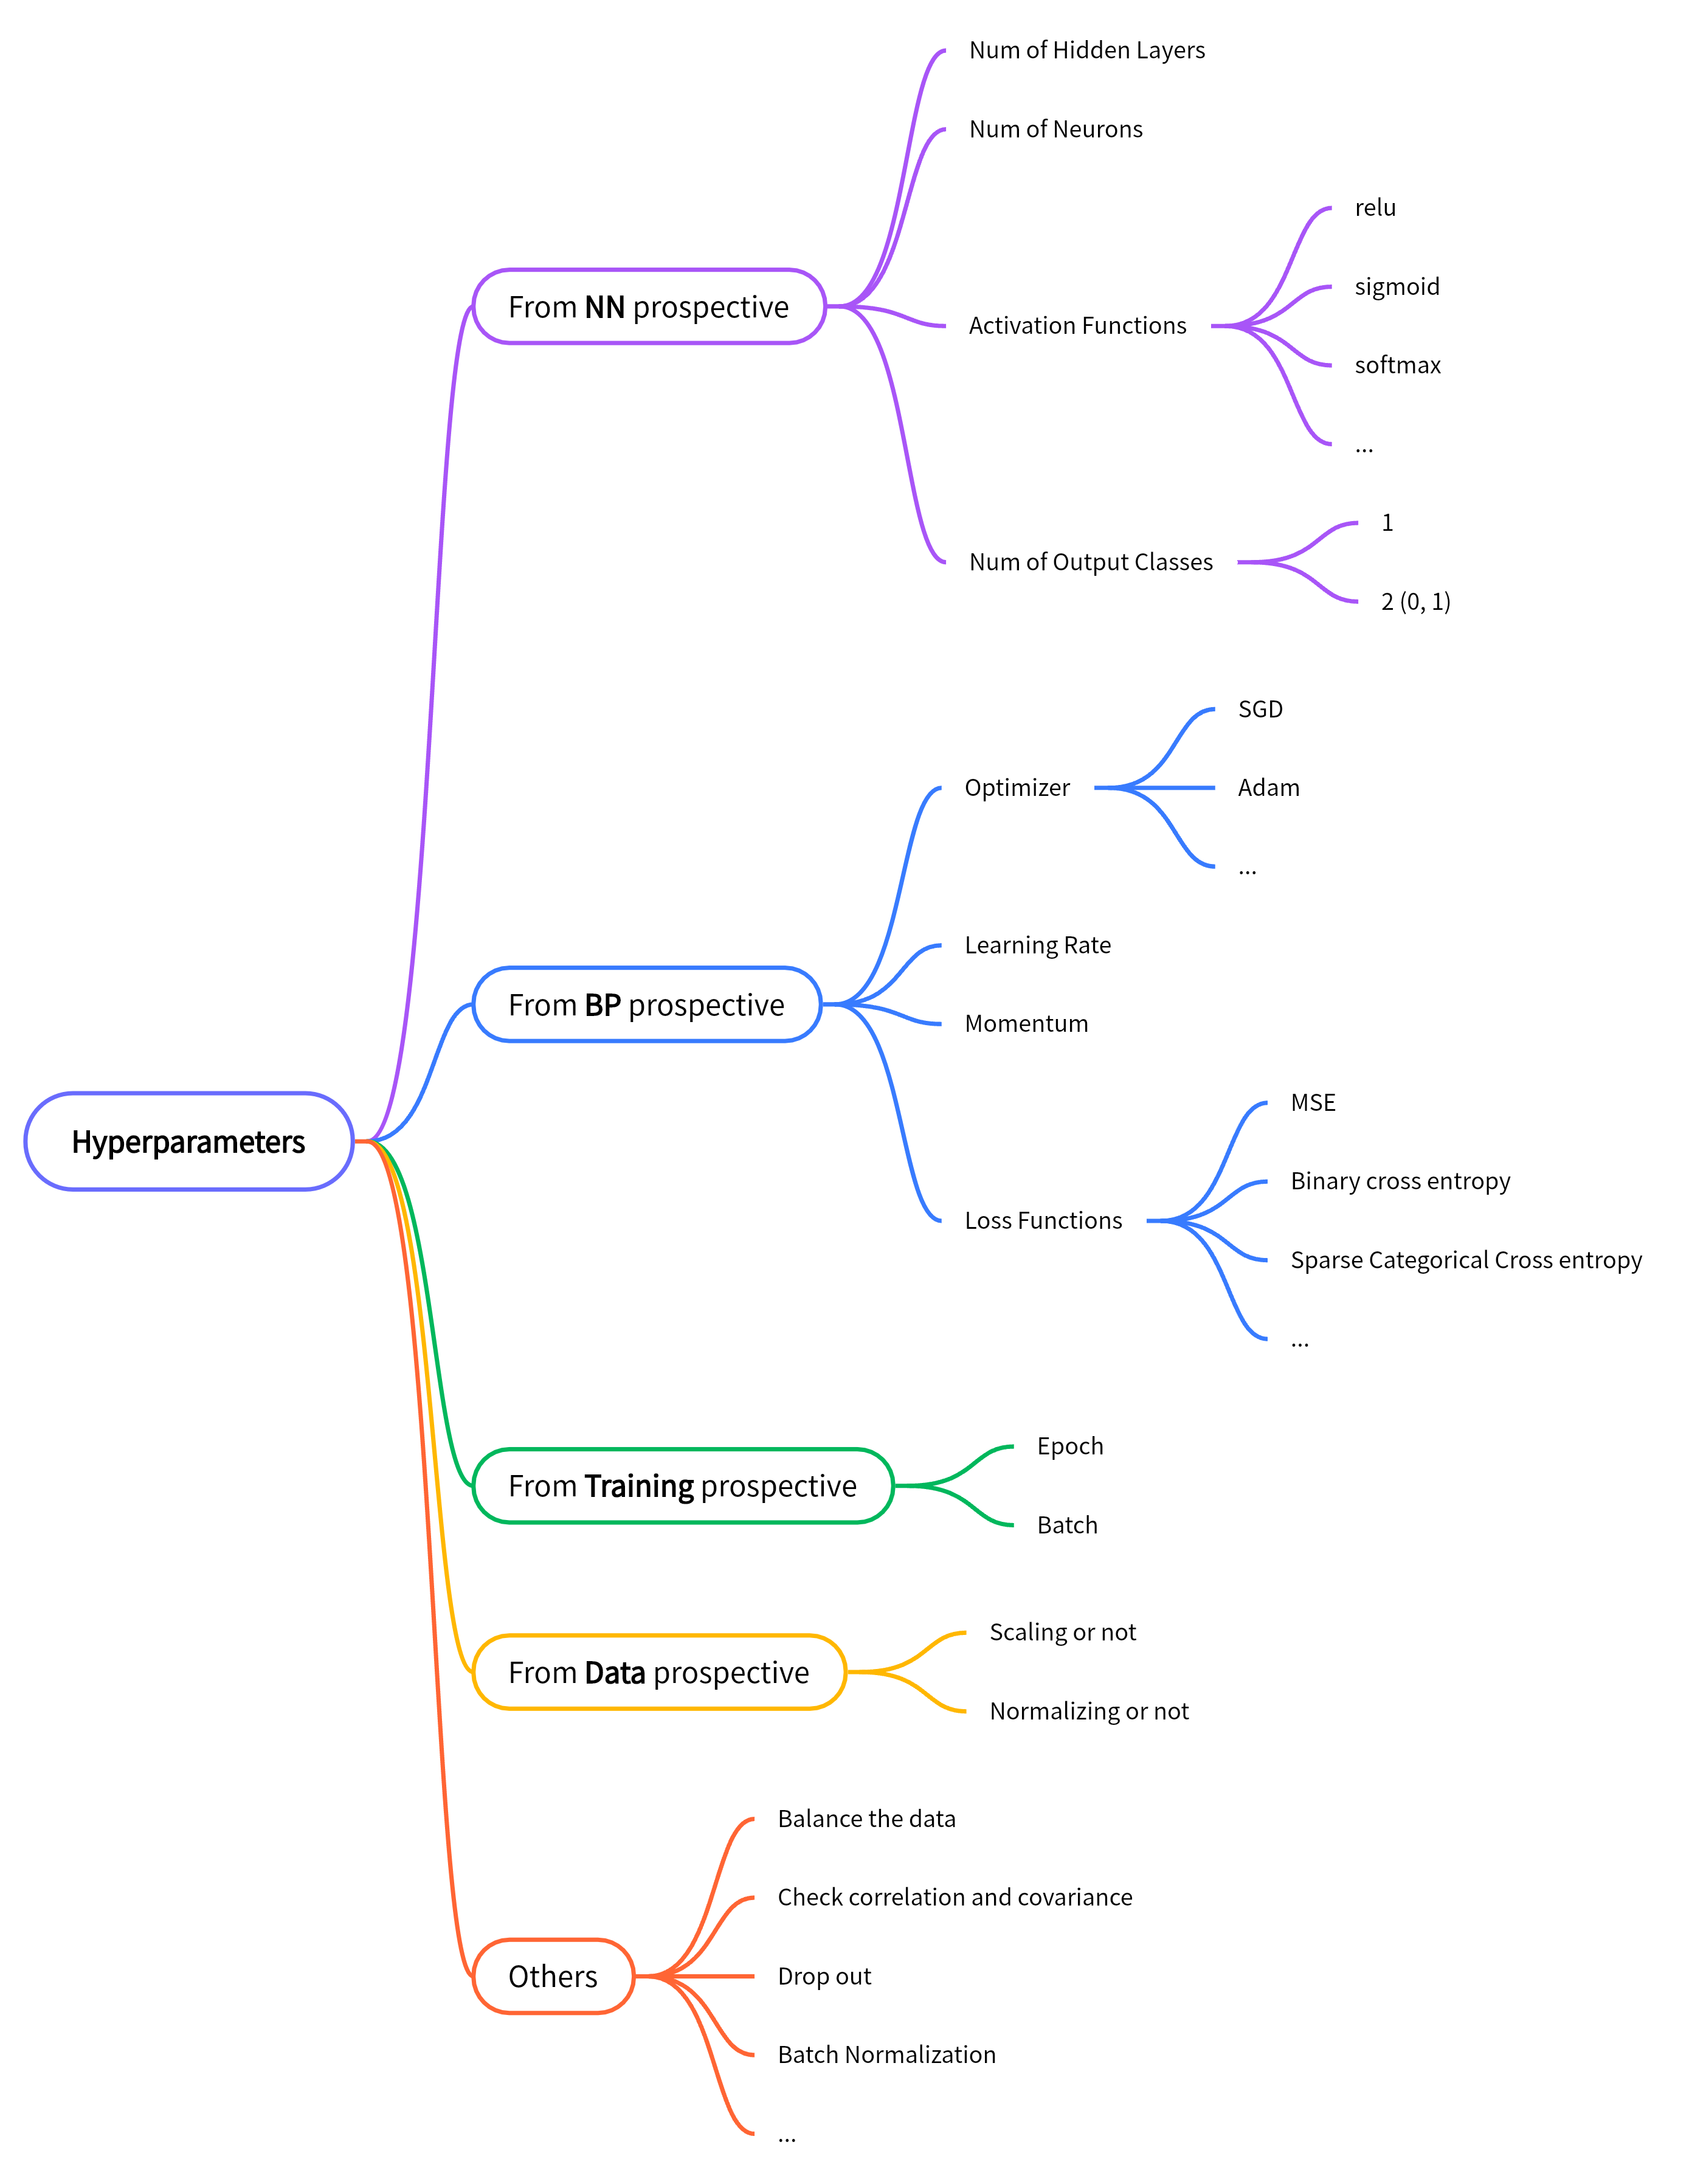 Hyperparameters
From NN prospective
Num of Hidden Layers
Num of Neurons
Activation Functions
relu
sigmoid
softmax
...
Num of Output Classes
1
2 (0, 1)
From BP prospective
Optimizer
SGD
Adam
...
Learning Rate
Momentum
Loss Functions
MSE
Binary cross entropy
Sparse Categorical Cross entropy
...
From Training prospective
Epoch
Batch
From Data prospective
Scaling or not
Normalizing or not
Others
Balance the data
Check correlation and covariance
Drop out
Batch Normalization
...